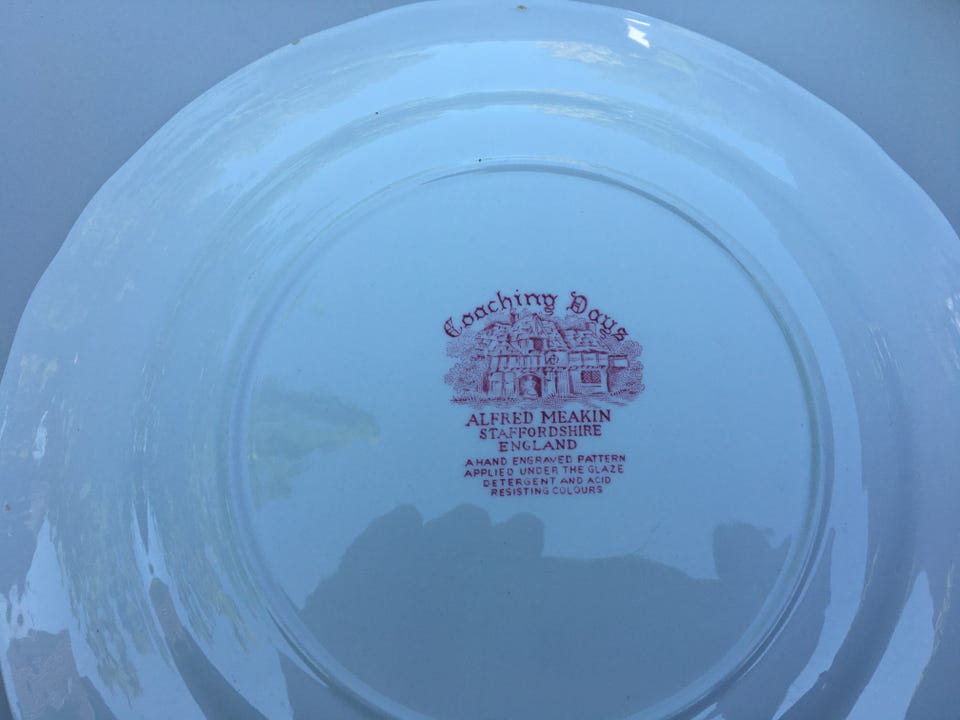 Coaching Days
ALFRED MEAKIN
STAFFORDSHIRE
ENGLAND
A HAND ENGRAVED PATTERN
APPLIED UNDER THE GLAZE
DETERGENT AND ACID
RESISTING COLOURS